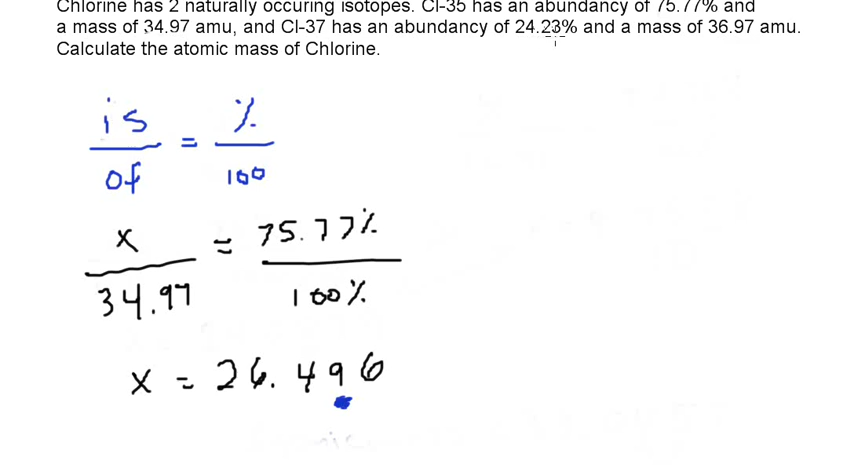 Chlorine has 2 naturally occuring isotopes. Cl-35 has an abundancy of 75.77% and
a mass of 34.97 amu, and Cl-37 has an abundancy of 24.23% and a mass of 36.97 amu.
Calculate the atomic mass of Chlorine.
is/of = %/100
x/34.97 = 75.77%/100%
x = 26.496